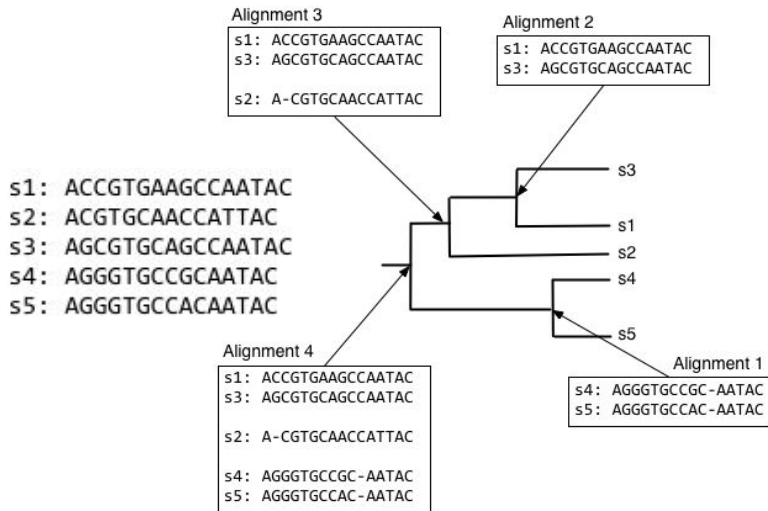 Alignment 3
s1: ACCGTGAAGCCAATAC
s3: AGCGTGCAGCCAATAC
s2: A-CGTGCAACCATTAC
Alignment 2
s1: ACCGTGAAGCCAATAC
s3: AGCGTGCAGCCAATAC
s1: ACCGTGAAGCCAATAC
s2: ACGTGCAACCATTAC
s3: AGCGTGCAGCCAATAC
s4: AGGGTGCCGCAATAC
s5: AGGGTGCCACAATAC
s3
s1
s2
s4
s5
Alignment 4
s1: ACCGTGAAGCCAATAC
s3: AGCGTGCAGCCAATAC
s2: A-CGTGCAACCATTAC
s4: AGGGTGCCGC-AATAC
s5: AGGGTGCCAC-AATAC
Alignment 1
s4: AGGGTGCCGC-AATAC
s5: AGGGTGCCAC-AATAC